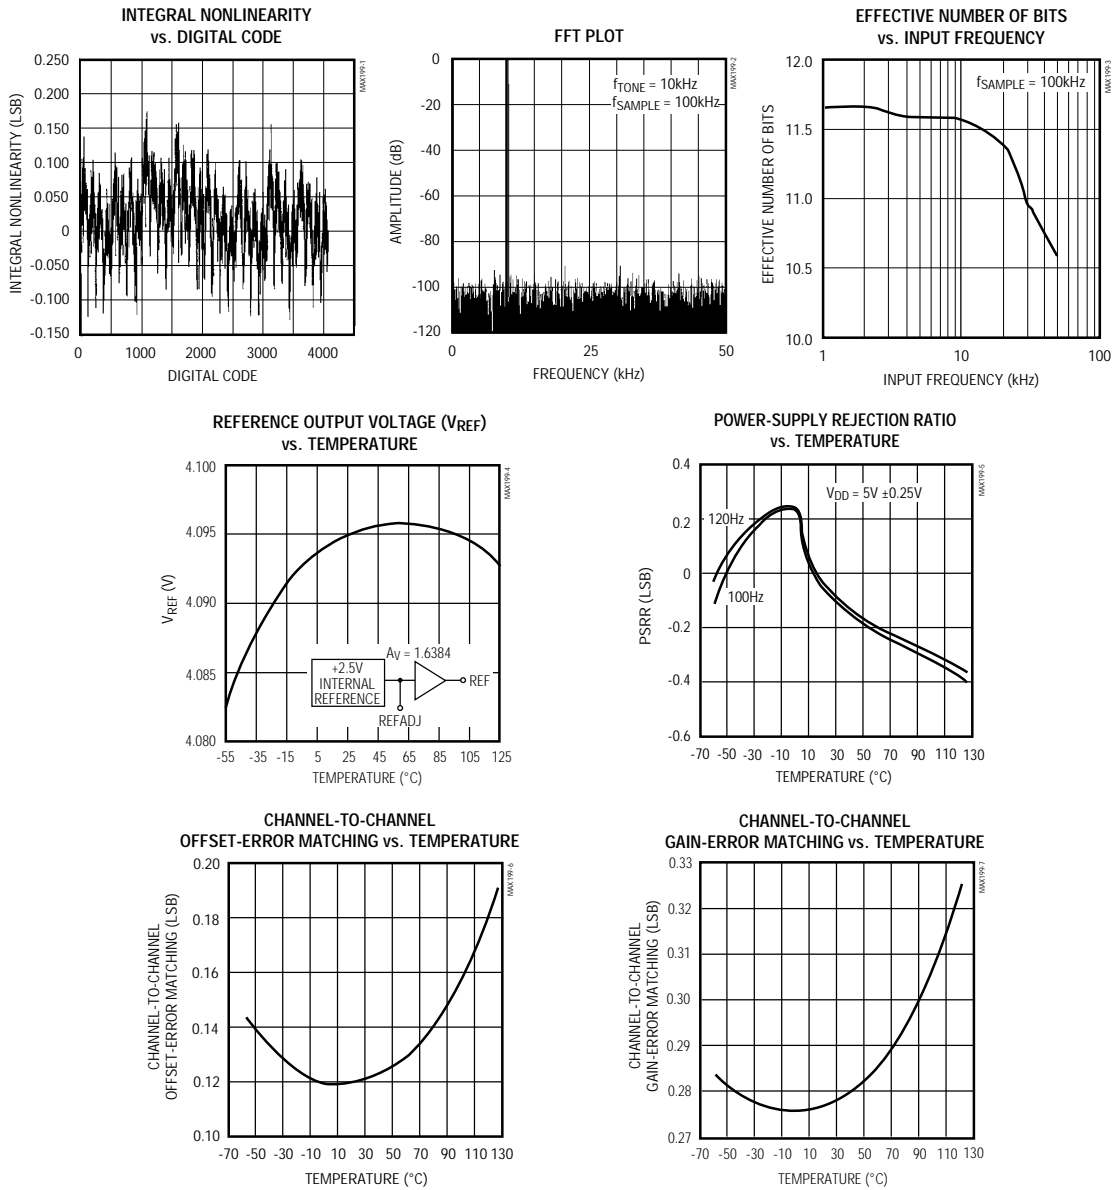 INTEGRAL NONLINEARITY
vs. DIGITAL CODE
INTEGRAL NONLINEARITY (LSB)
0.250
0.200
0.150
0.100
0.050
0
-0.050
-0.100
-0.150
0 1000 2000 3000 4000
DIGITAL CODE
MAX199-1
FFT PLOT
AMPLITUDE (dB)
0
-20
-40
-60
-80
-100
-120
fTONE = 10kHz
fSAMPLE = 100kHz
0 25 50
FREQUENCY (kHz)
MAX199-2
EFFECTIVE NUMBER OF BITS
vs. INPUT FREQUENCY
EFFECTIVE NUMBER OF BITS
12.0
11.5
11.0
10.5
10.0
fSAMPLE = 100kHz
1 10 100
INPUT FREQUENCY (kHz)
MAX199-3
REFERENCE OUTPUT VOLTAGE (VREF)
vs. TEMPERATURE
VREF (V)
4.100
4.095
4.090
4.085
4.080
AV = 1.6384
+2.5V
INTERNAL
REFERENCE
REF
REFADJ
-55 -35 -15 5 25 45 65 85 105 125
TEMPERATURE (°C)
MAX199-4
POWER-SUPPLY REJECTION RATIO
vs. TEMPERATURE
PSRR (LSB)
0.4
0.2
0
-0.2
-0.4
-0.6
VDD = 5V ±0.25V
120Hz
100Hz
-70 -50 -30 -10 10 30 50 70 90 110 130
TEMPERATURE (°C)
MAX199-5
CHANNEL-TO-CHANNEL
OFFSET-ERROR MATCHING vs. TEMPERATURE
CHANNEL-TO-CHANNEL
OFFSET-ERROR MATCHING (LSB)
0.20
0.18
0.16
0.14
0.12
0.10
-70 -50 -30 -10 10 30 50 70 90 110 130
TEMPERATURE (°C)
MAX199-6
CHANNEL-TO-CHANNEL
GAIN-ERROR MATCHING vs. TEMPERATURE
CHANNEL-TO-CHANNEL
GAIN-ERROR MATCHING (LSB)
0.33
0.32
0.31
0.30
0.29
0.28
0.27
-70 -50 -30 -10 10 30 50 70 90 110 130
TEMPERATURE (°C)
MAX199-7